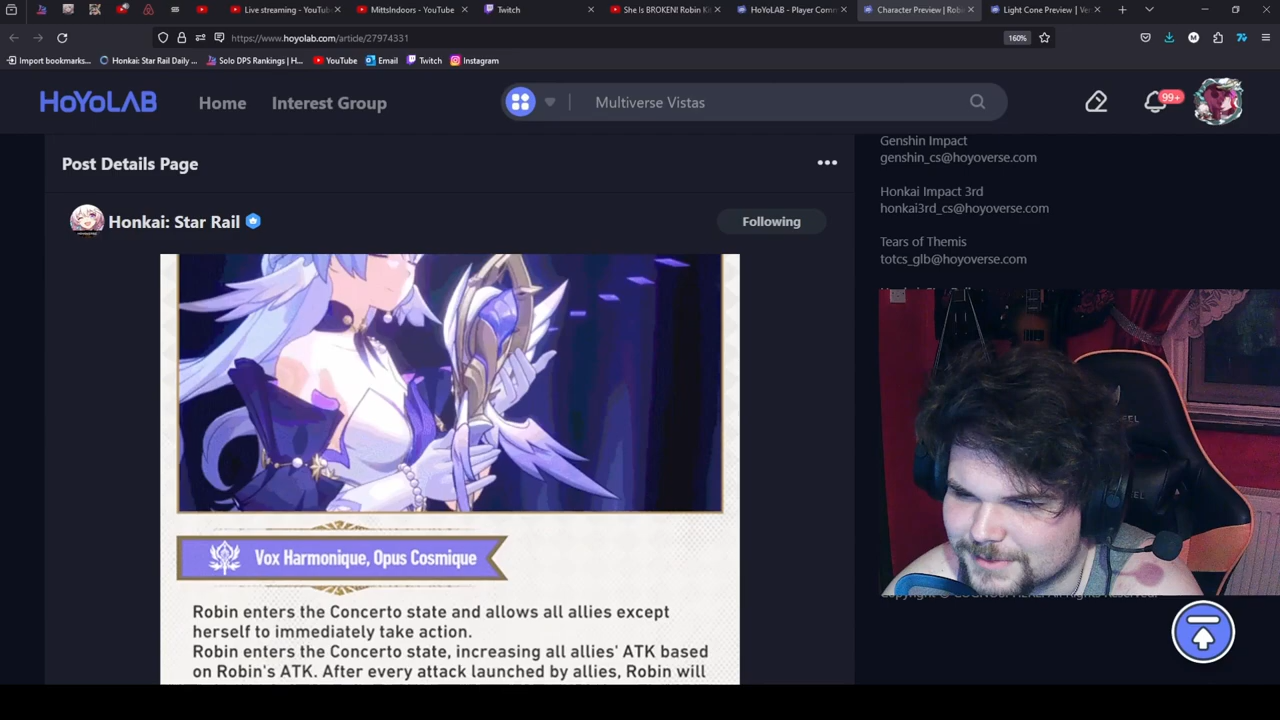 Live streaming - YouTu
MittsIndoors - YouTube
Twitch
She Is BROKEN! Robin K
HoYoLAB - Player Com
Character Preview | Rob
Light Cone Preview | Ve
https://www.hoyolab.com/article/27974331
160%
M
Import bookmarks...
Honkai: Star Rail Daily ...
Solo DPS Rankings | H...
YouTube
Email
Twitch
Instagram
HoYoLAB
Home
Interest Group
Multiverse Vistas
99+
Post Details Page
Honkai: Star Rail
Following
Genshin Impact
genshin_cs@hoyoverse.com
Honkai Impact 3rd
honkai3rd_cs@hoyoverse.com
Tears of Themis
totcs_glb@hoyoverse.com
Vox Harmonique, Opus Cosmique
Robin enters the Concerto state and allows all allies except
herself to immediately take action.
Robin enters the Concerto state, increasing all allies' ATK based
on Robin's ATK. After every attack launched by allies, Robin will